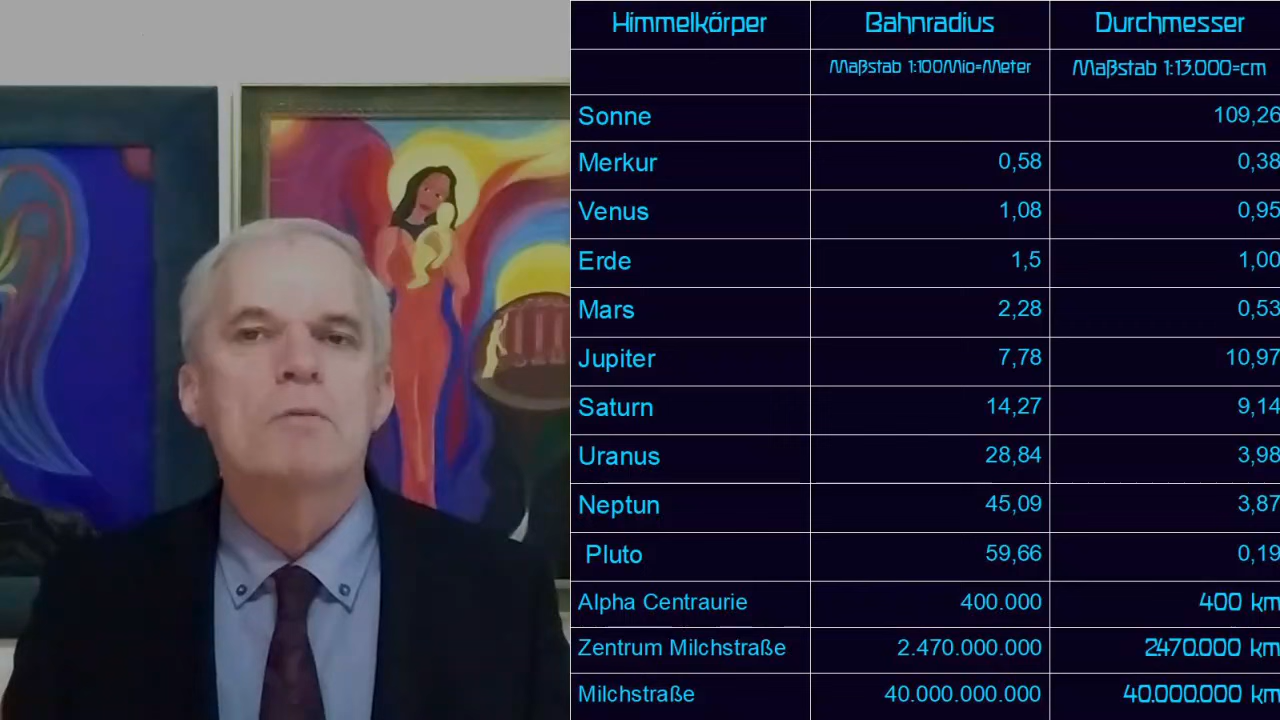 Himmelkörper Bahnradius Durchmesser
Maßstab 1:100Mio=Meter Maßstab 1:13.000=cm
Sonne 109,26
Merkur 0,58 0,38
Venus 1,08 0,95
Erde 1,5 1,00
Mars 2,28 0,53
Jupiter 7,78 10,97
Saturn 14,27 9,14
Uranus 28,84 3,98
Neptun 45,09 3,87
Pluto 59,66 0,19
Alpha Centraurie 400.000 400 km
Zentrum Milchstraße 2.470.000.000 2470.000 km
Milchstraße 40.000.000.000 40.000.000 km